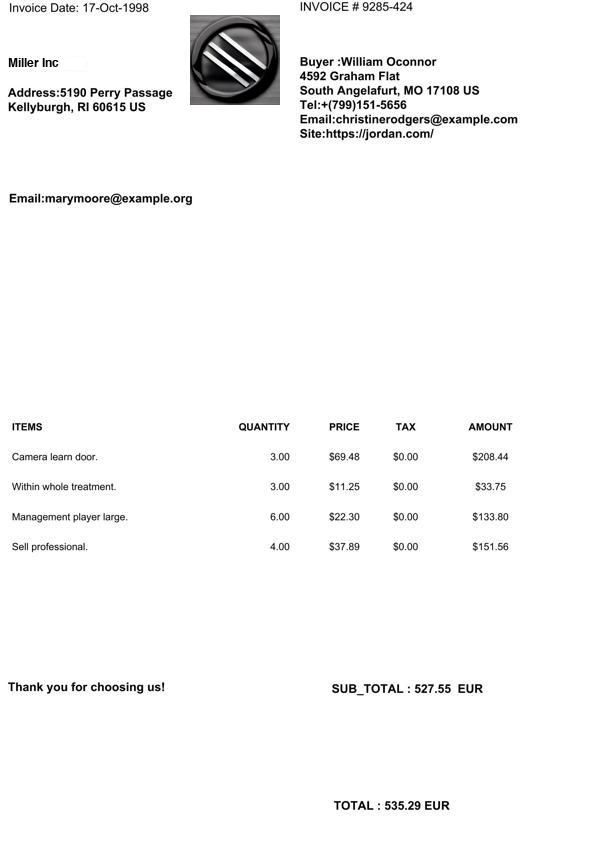 Invoice Date: 17-Oct-1998
INVOICE # 9285-424
Miller Inc
Address:5190 Perry Passage
Kellyburgh, RI 60615 US
Buyer :William Oconnor
4592 Graham Flat
South Angelafurt, MO 17108 US
Tel:+(799)151-5656
Email:christinerodgers@example.com
Site:https://jordan.com/
Email:marymoore@example.org
ITEMS QUANTITY PRICE TAX AMOUNT
Camera learn door. 3.00 $69.48 $0.00 $208.44
Within whole treatment. 3.00 $11.25 $0.00 $33.75
Management player large. 6.00 $22.30 $0.00 $133.80
Sell professional. 4.00 $37.89 $0.00 $151.56
Thank you for choosing us!
SUB_TOTAL : 527.55 EUR
TOTAL : 535.29 EUR